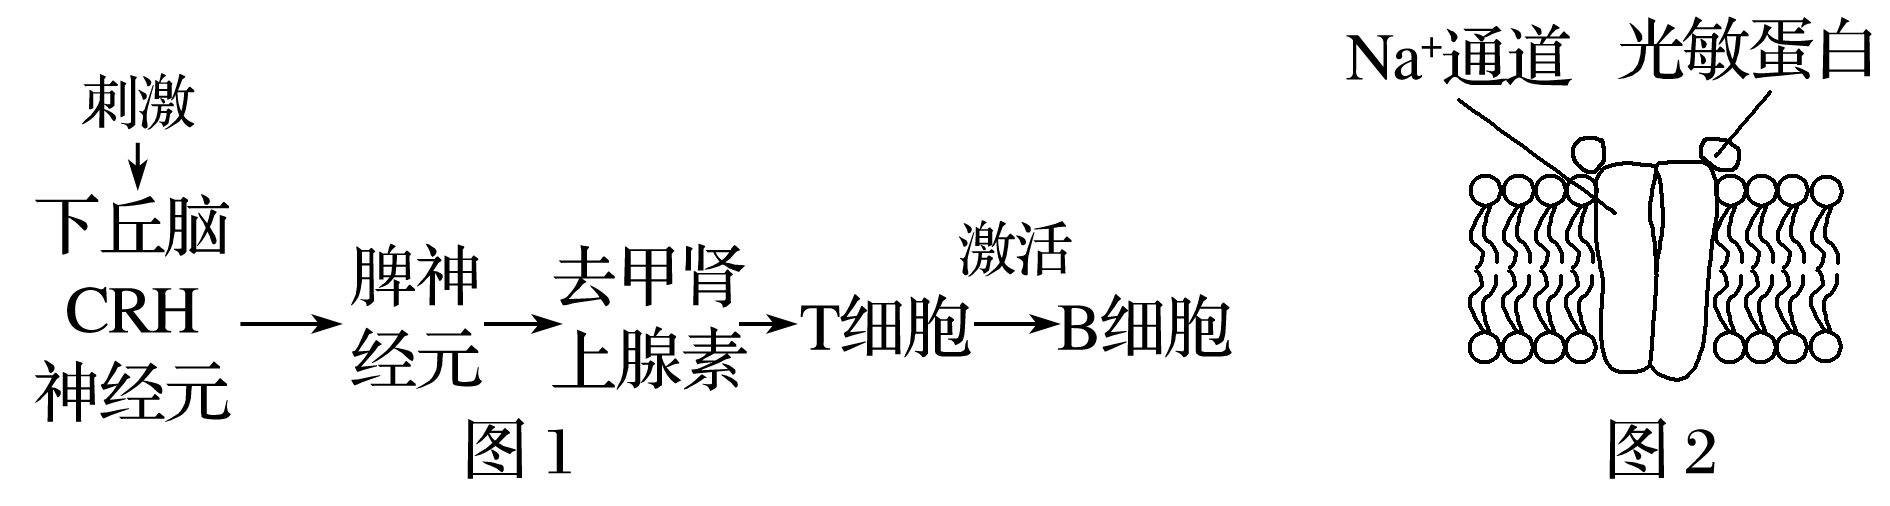 刺激
下丘脑
CRH
神经元
脾神
经元
去甲肾
上腺素
T细胞
激活
B细胞
图1
Na⁺通道
光敏蛋白
图2